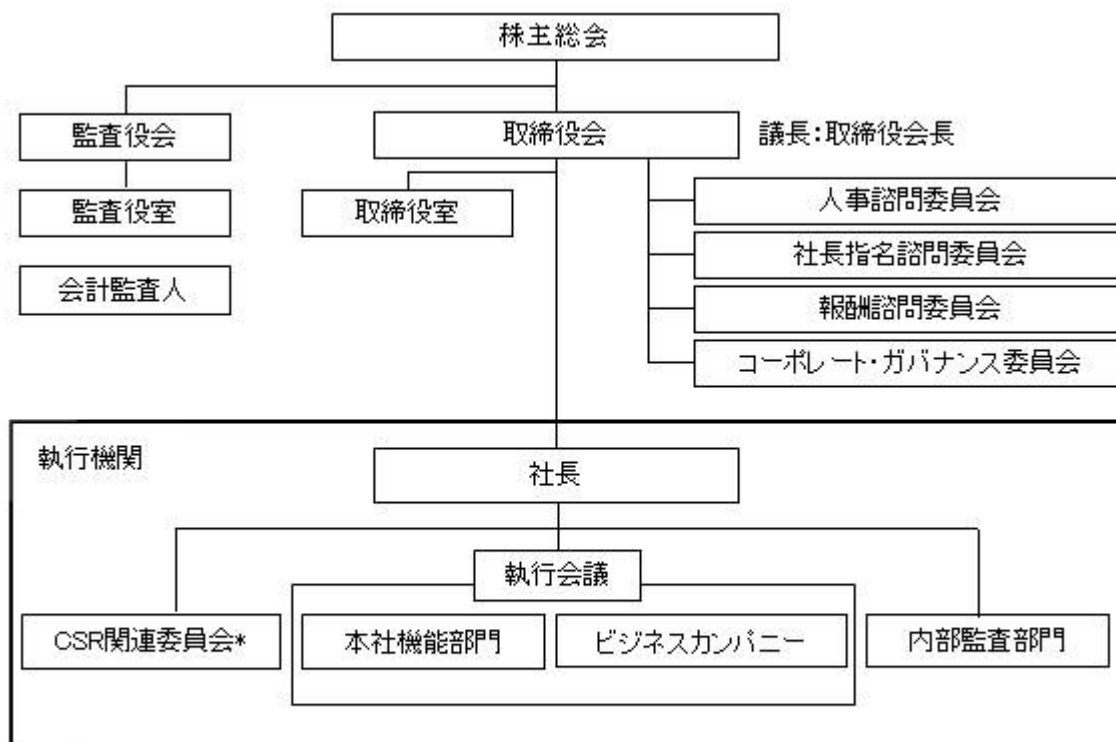 株主総会
監査役会
取締役会
議長:取締役会長
監査役室
取締役室
人事諮問委員会
社長指名諮問委員会
会計監査人
報酬諮問委員会
コーポレート・ガバナンス委員会
執行機関
社長
執行会議
CSR関連委員会*
本社機能部門
ビジネスカンパニー
内部監査部門